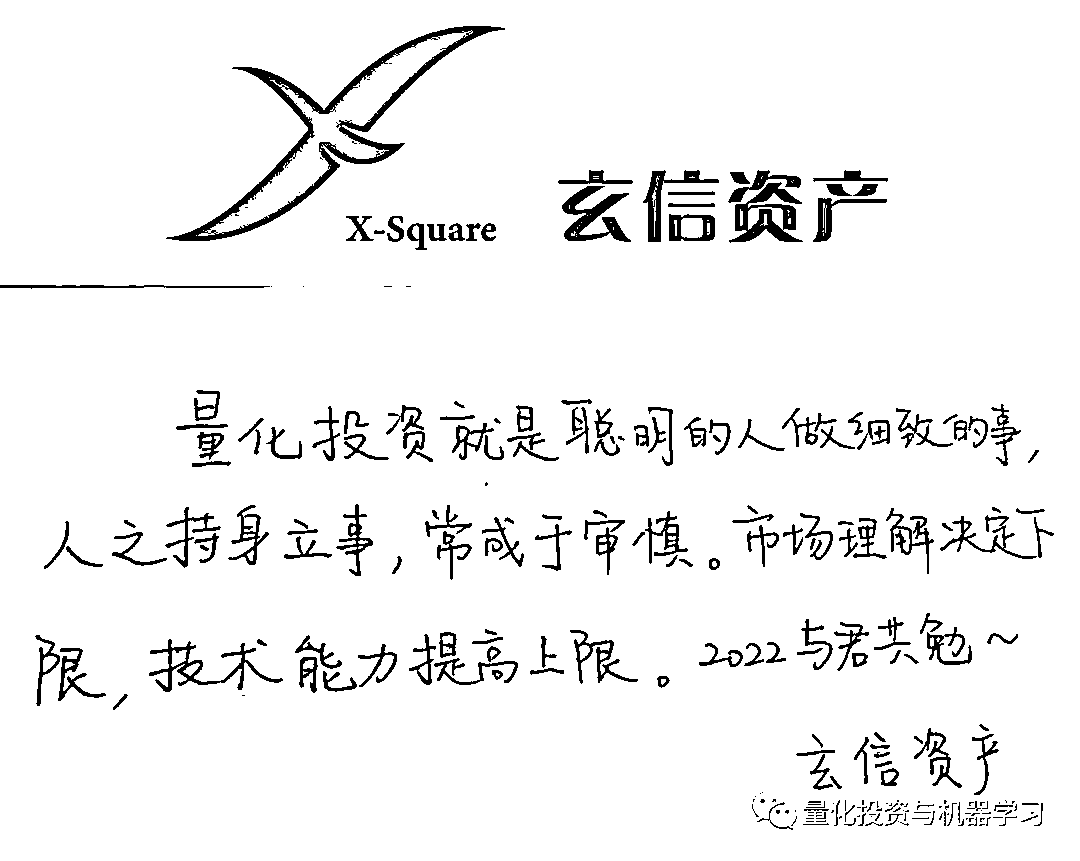 X-Square 玄信资产
量化投资就是聪明的人做细致的事,
人之持身立事,常成于审慎。市场理解决定下
限,技术能力提高上限。2022与君共勉~
玄信资产
量化投资与机器学习